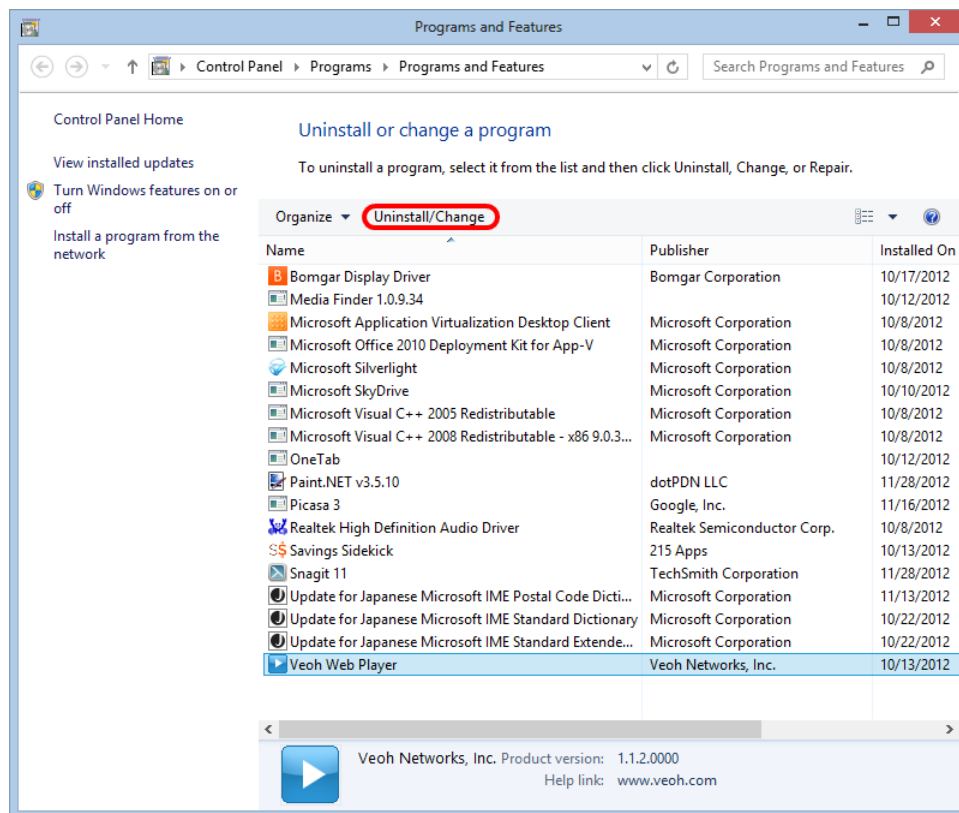 Programs and Features
Control Panel Programs Programs and Features Search Programs and Features
Control Panel Home
View installed updates
Turn Windows features on or
off
Install a program from the
network
Uninstall or change a program
To uninstall a program, select it from the list and then click Uninstall, Change, or Repair.
Organize Uninstall/Change
Name Publisher Installed On
Bomgar Display Driver Bomgar Corporation 10/17/2012
Media Finder 1.0.9.34 10/12/2012
Microsoft Application Virtualization Desktop Client Microsoft Corporation 10/8/2012
Microsoft Office 2010 Deployment Kit for App-V Microsoft Corporation 10/8/2012
Microsoft Silverlight Microsoft Corporation 10/8/2012
Microsoft SkyDrive Microsoft Corporation 10/10/2012
Microsoft Visual C++ 2005 Redistributable Microsoft Corporation 10/8/2012
Microsoft Visual C++ 2008 Redistributable - x86 9.0.3... Microsoft Corporation 10/8/2012
OneTab 10/12/2012
Paint.NET v3.5.10 dotPDN LLC 11/28/2012
Picasa 3 Google, Inc. 11/16/2012
Realtek High Definition Audio Driver Realtek Semiconductor Corp. 10/8/2012
S$ Savings Sidekick 215 Apps 10/13/2012
Snagit 11 TechSmith Corporation 11/28/2012
Update for Japanese Microsoft IME Postal Code Dicti... Microsoft Corporation 11/13/2012
Update for Japanese Microsoft IME Standard Dictionary Microsoft Corporation 10/22/2012
Update for Japanese Microsoft IME Standard Extende... Microsoft Corporation 10/22/2012
Veoh Web Player Veoh Networks, Inc. 10/13/2012
Veoh Networks, Inc. Product version: 1.1.2.0000
Help link: www.veoh.com